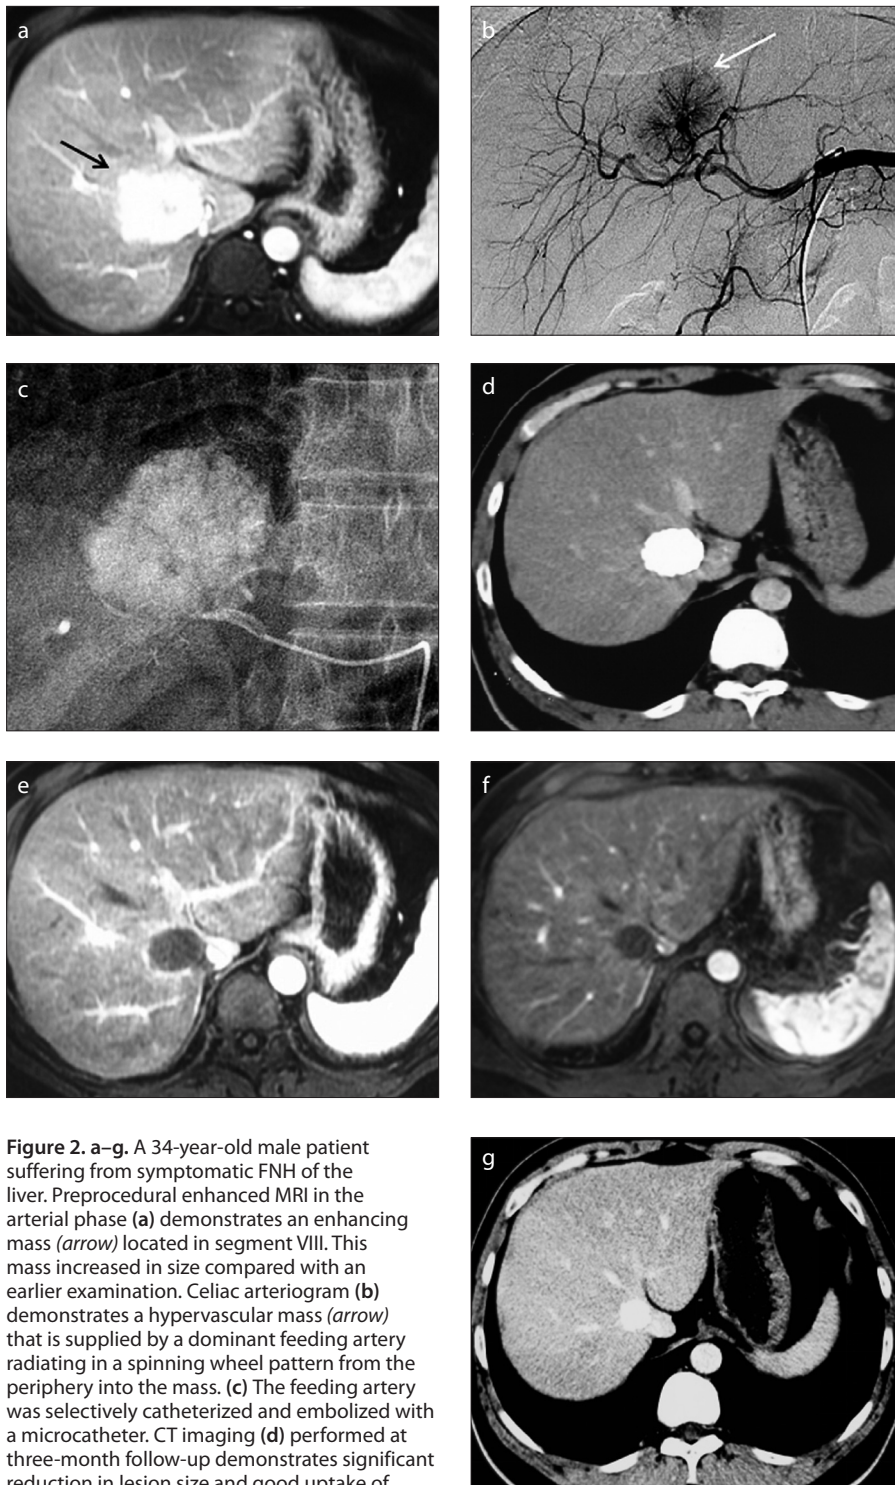 a
b
c
d
e
f
g
Figure 2. a–g. A 34-year-old male patient
suffering from symptomatic FNH of the
liver. Preprocedural enhanced MRI in the
arterial phase (a) demonstrates an enhancing
mass (arrow) located in segment VIII. This
mass increased in size compared with an
earlier examination. Celiac arteriogram (b)
demonstrates a hypervascular mass (arrow)
that is supplied by a dominant feeding artery
radiating in a spinning wheel pattern from the
periphery into the mass. (c) The feeding artery
was selectively catheterized and embolized with
a microcatheter. CT imaging (d) performed at
three-month follow-up demonstrates significant
reduction in lesion size and good uptake of